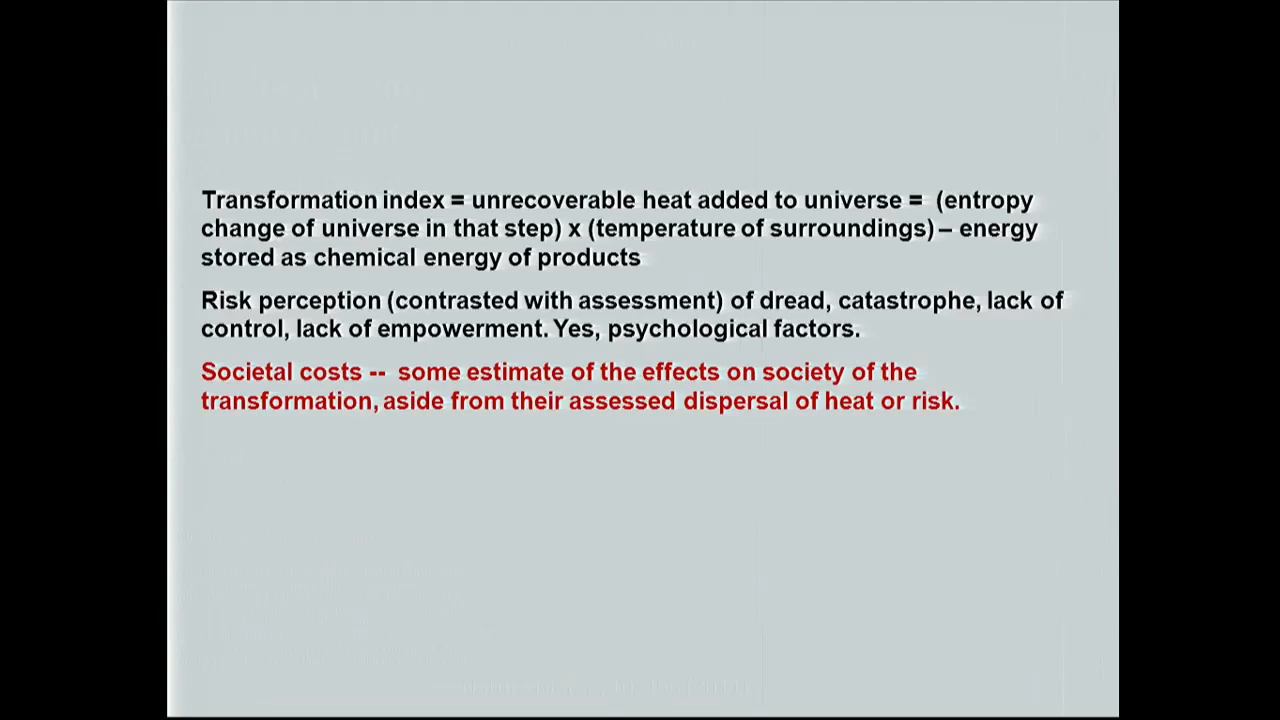 Transformation index = unrecoverable heat added to universe =  (entropy
change of universe in that step) x (temperature of surroundings) – energy
stored as chemical energy of products
Risk perception (contrasted with assessment) of dread, catastrophe, lack of
control, lack of empowerment. Yes, psychological factors.
Societal costs --  some estimate of the effects on society of the
transformation, aside from their assessed dispersal of heat or risk.